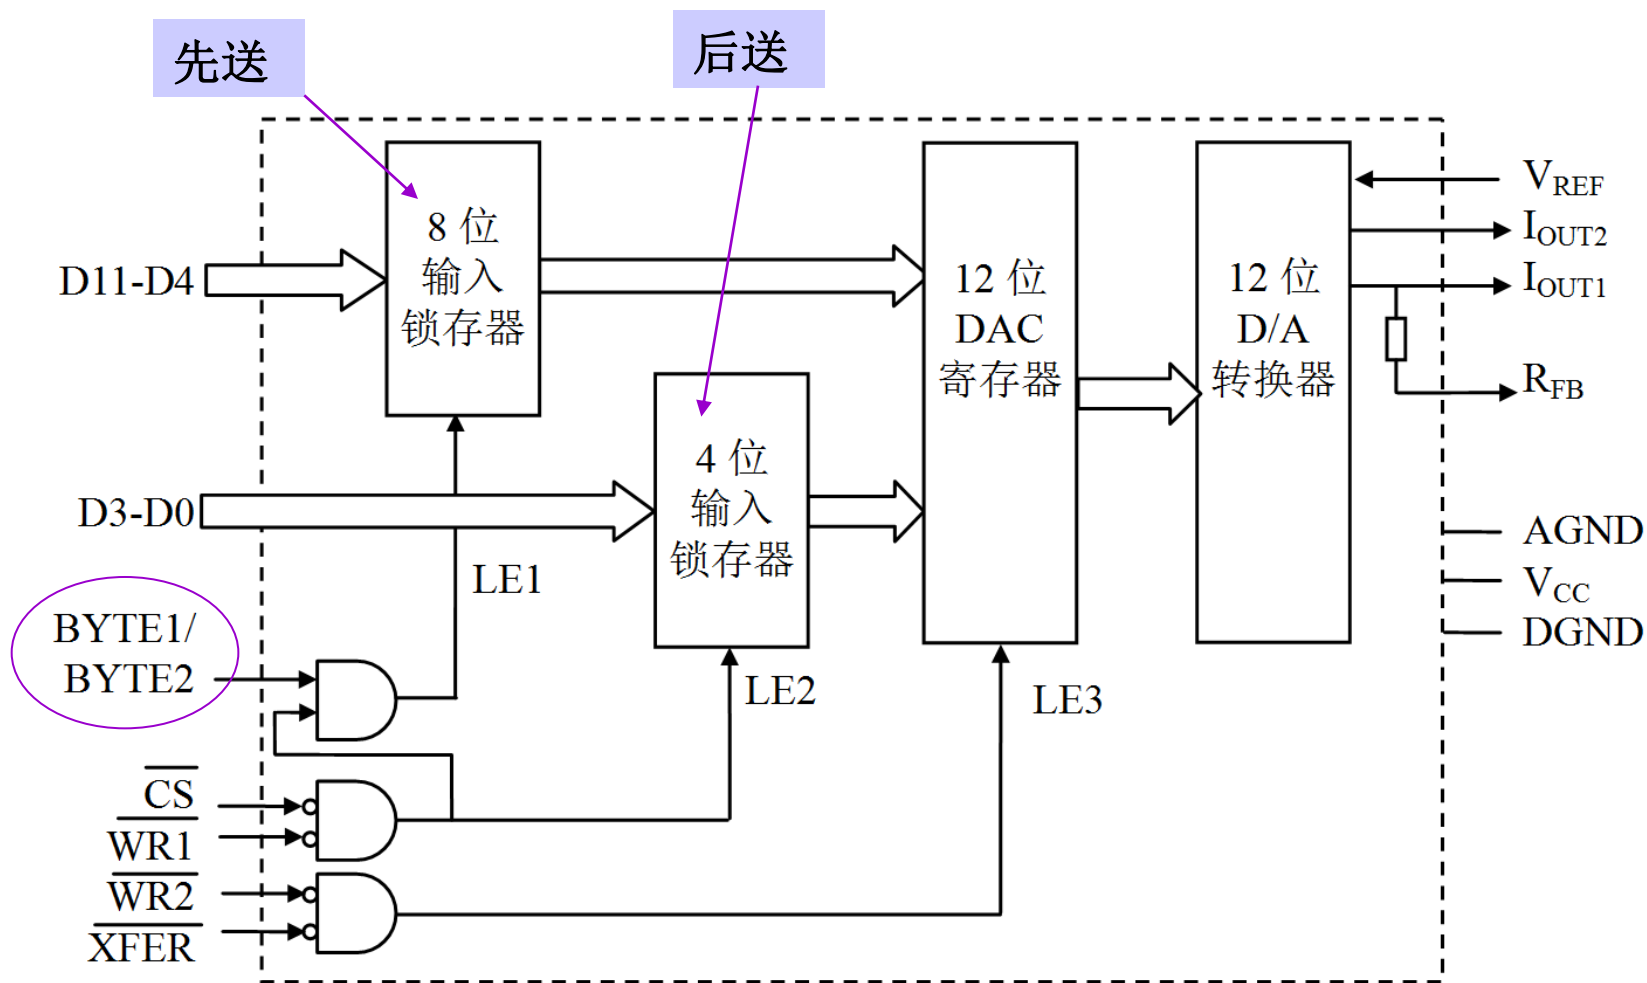 先送
后送
8 位
输入
锁存器
4 位
输入
锁存器
12 位
DAC
寄存器
12 位
D/A
转换器
D11-D4
D3-D0
BYTE1/
BYTE2
CS
WR1
WR2
XFER
LE1
LE2
LE3
VREF
IOUT2
IOUT1
RFB
AGND
VCC
DGND